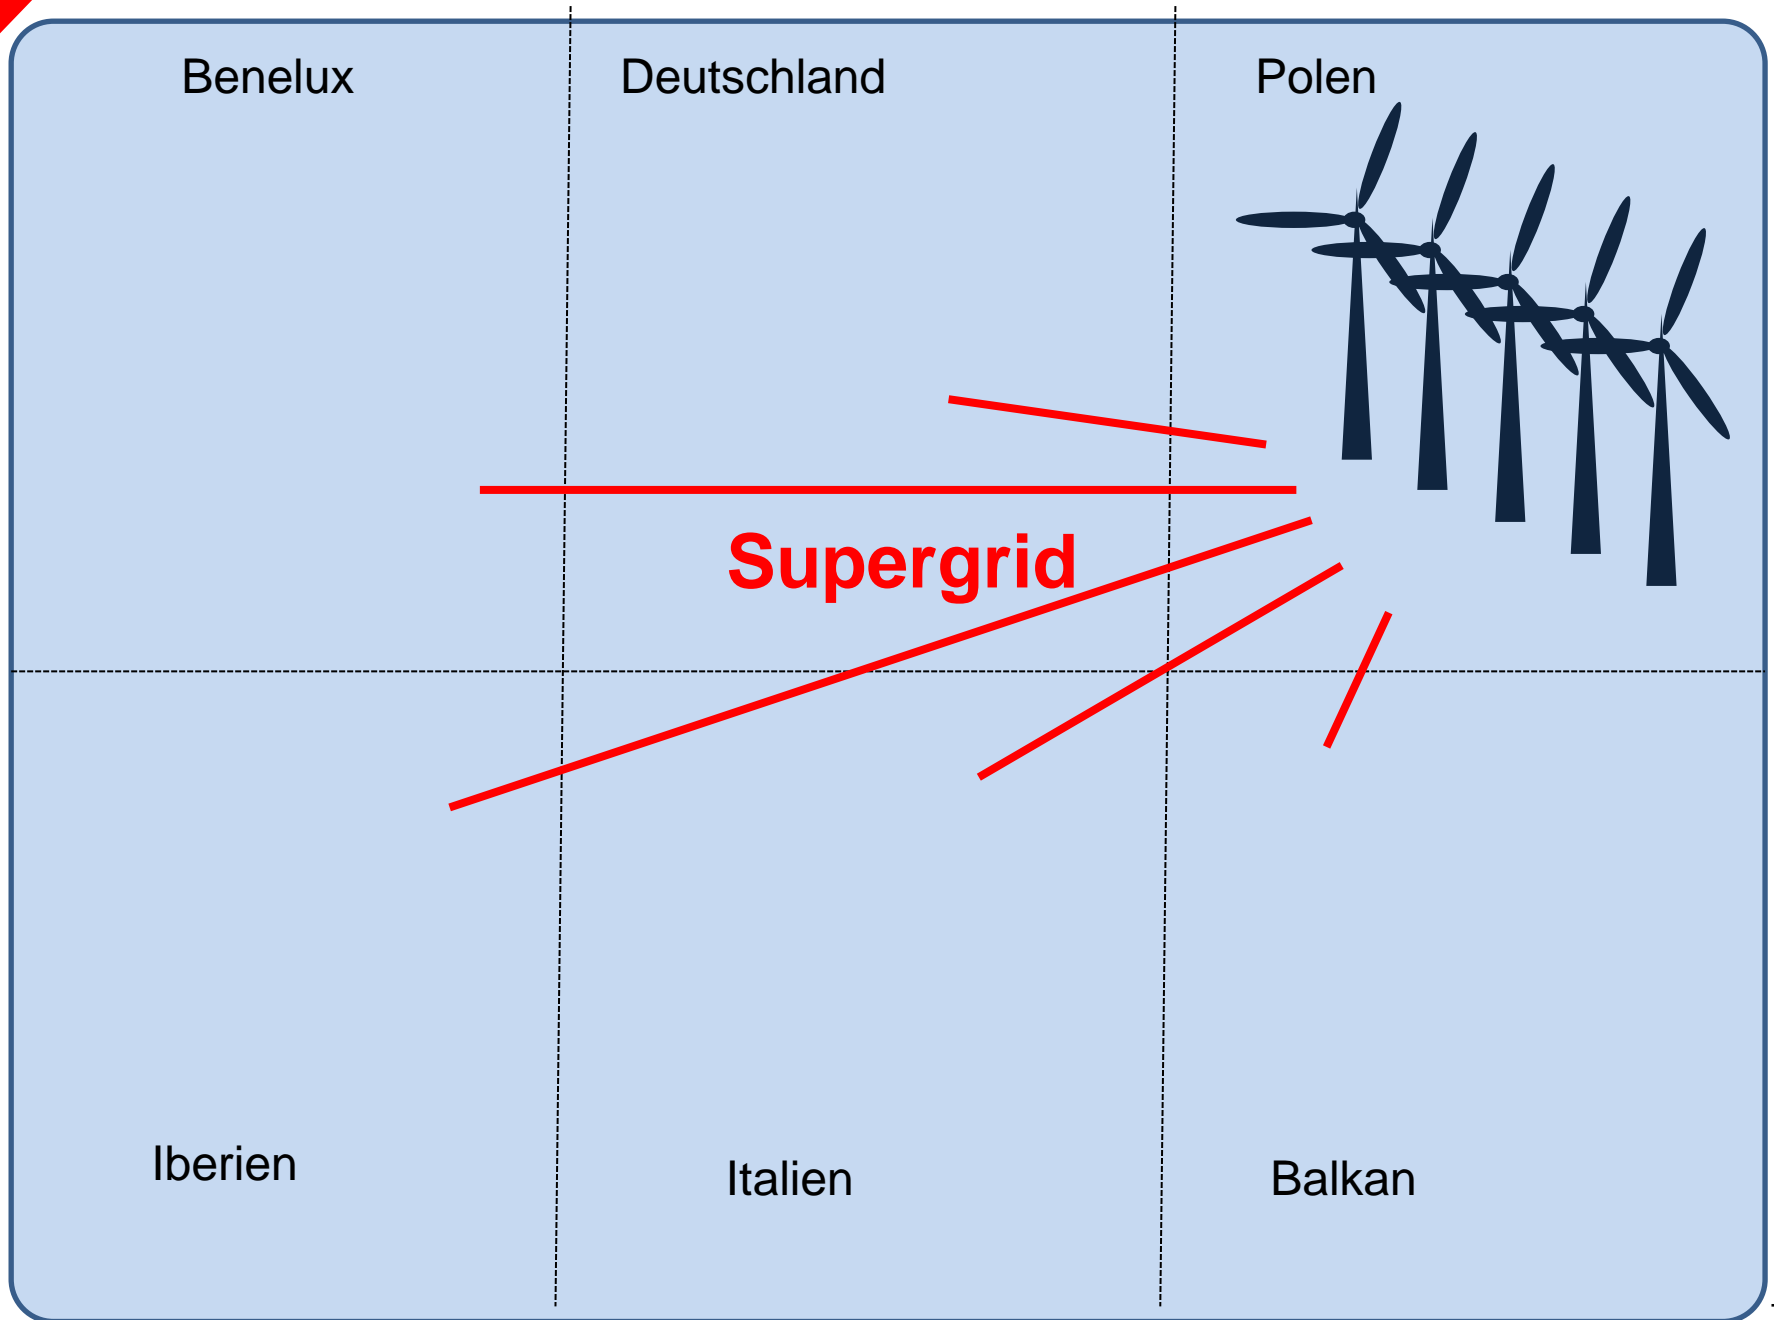 Benelux
Deutschland
Polen
Supergrid
Iberien
Italien
Balkan